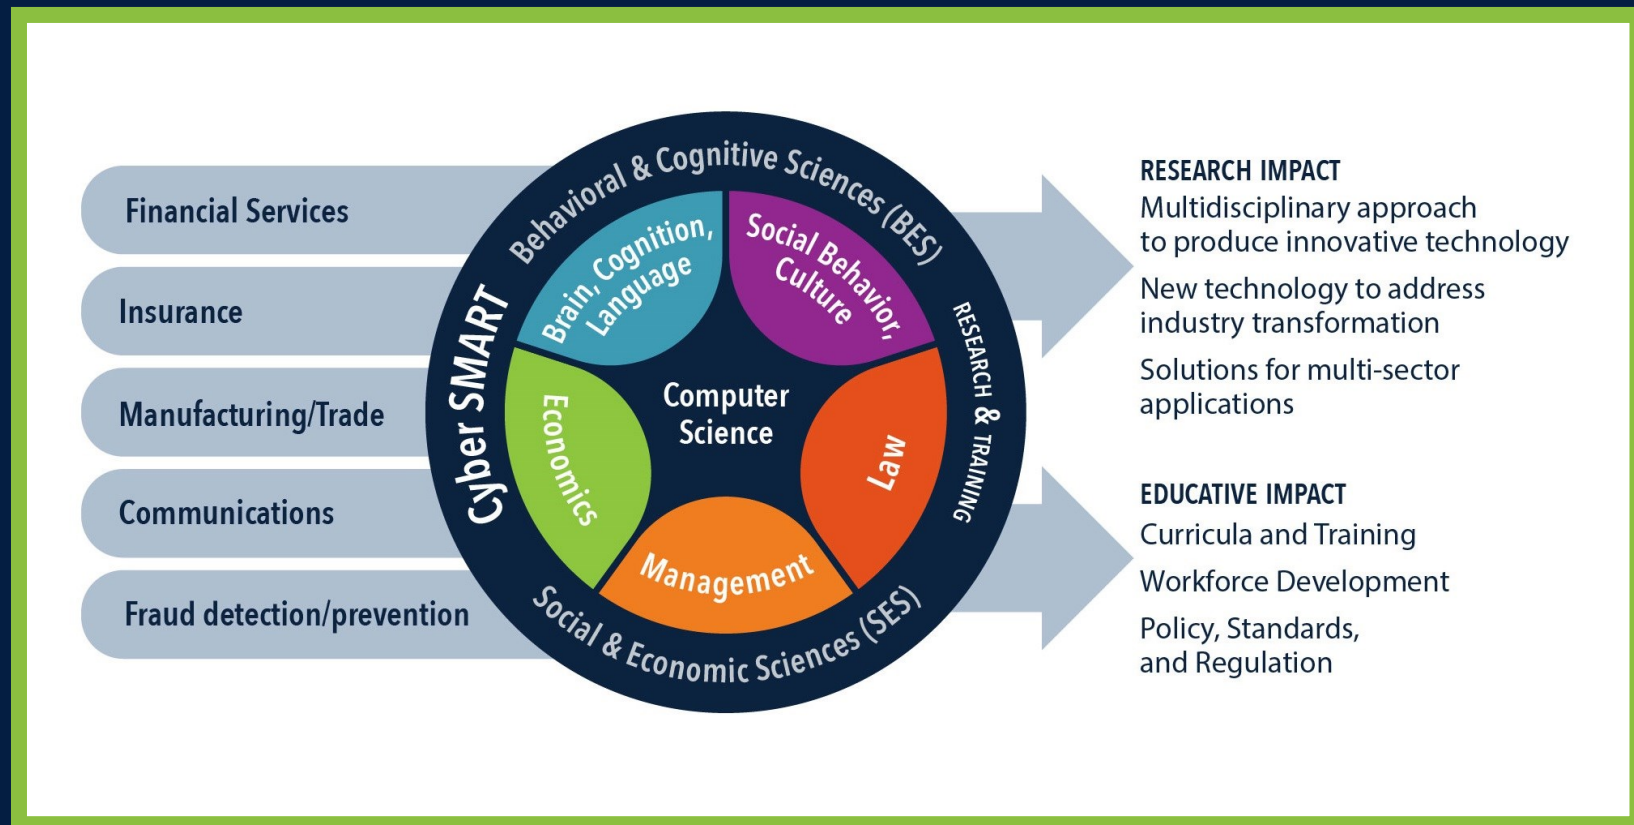 Financial Services
Insurance
Manufacturing/Trade
Communications
Fraud detection/prevention
Cyber SMART
Behavioral & Cognitive Sciences (BES)
RESEARCH & TRAINING
Social & Economic Sciences (SES)
Brain, Cognition,
Language
Social Behavior,
Culture
Economics
Computer
Science
Law
Management
RESEARCH IMPACT
Multidisciplinary approach
to produce innovative technology
New technology to address
industry transformation
Solutions for multi-sector
applications
EDUCATIVE IMPACT
Curricula and Training
Workforce Development
Policy, Standards,
and Regulation